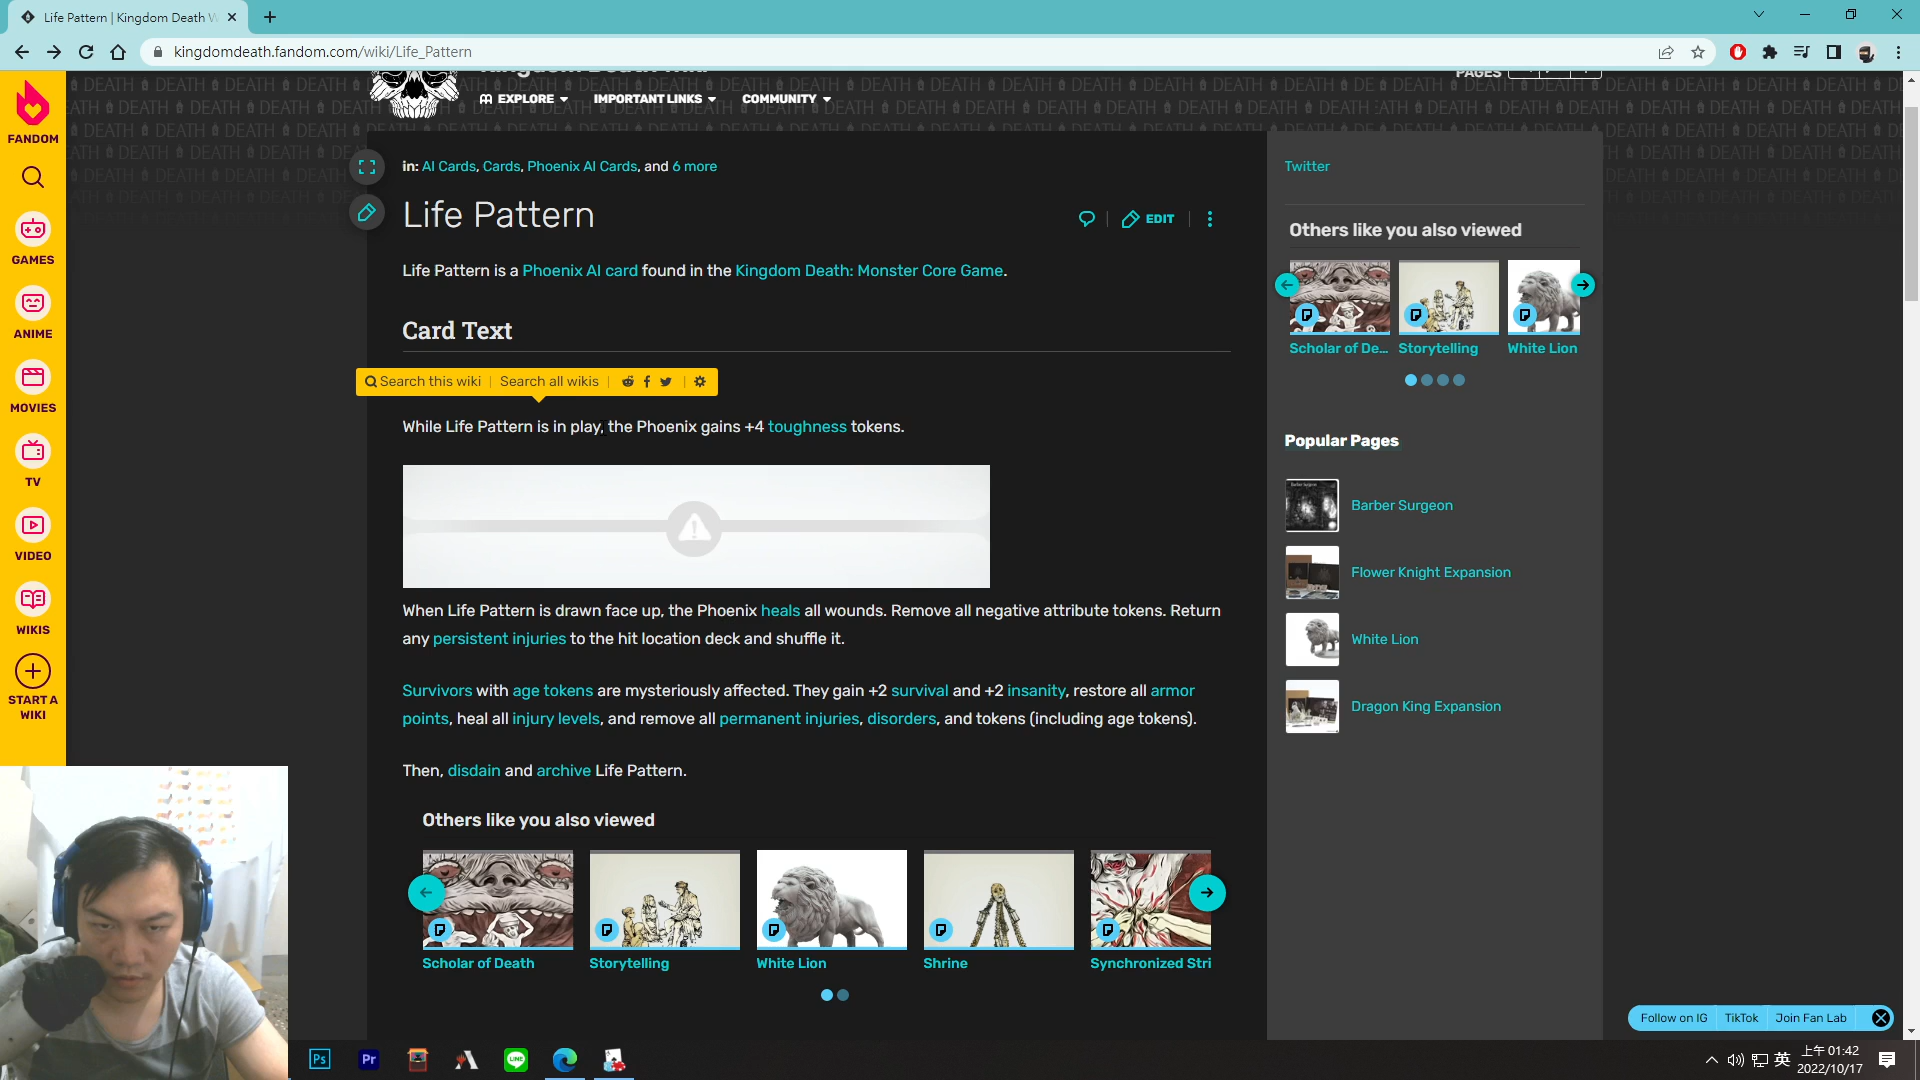 Life Pattern | Kingdom Death W
kingdomdeath.fandom.com/wiki/Life_Pattern
FANDOM
GAMES
ANIME
MOVIES
TV
VIDEO
WIKIS
START A
WIKI
EXPLORE
IMPORTANT LINKS
COMMUNITY
PAGES
in: AI Cards, Cards, Phoenix AI Cards, and 6 more
Life Pattern
EDIT
Life Pattern is a Phoenix AI card found in the Kingdom Death: Monster Core Game.
Card Text
Search this wiki | Search all wikis
While Life Pattern is in play, the Phoenix gains +4 toughness tokens.
When Life Pattern is drawn face up, the Phoenix heals all wounds. Remove all negative attribute tokens. Return
any persistent injuries to the hit location deck and shuffle it.
Survivors with age tokens are mysteriously affected. They gain +2 survival and +2 insanity, restore all armor
points, heal all injury levels, and remove all permanent injuries, disorders, and tokens (including age tokens).
Then, disdain and archive Life Pattern.
Others like you also viewed
Scholar of Death
Storytelling
White Lion
Shrine
Synchronized Stri
Twitter
Others like you also viewed
Scholar of De...
Storytelling
White Lion
Popular Pages
Barber Surgeon
Flower Knight Expansion
White Lion
Dragon King Expansion
Follow on IG
TikTok
Join Fan Lab
Ps
Pr
LINE
英
上午 01:42
2022/10/17